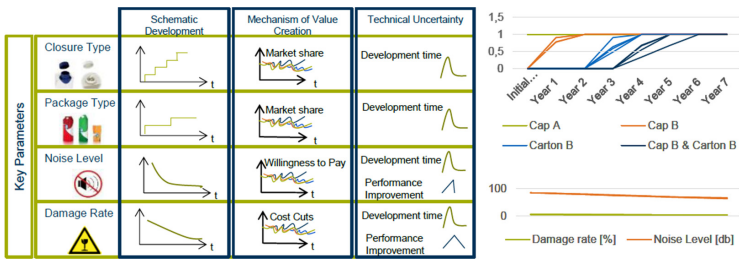 Schematic
Development
Mechanism of Value
Creation
Technical Uncertainty
Key Parameters
Closure Type
t
Market share
t
Development time
Package Type
t
Market share
t
Development time
Noise Level
t
Willingness to Pay
t
Development time
Performance
Improvement
Damage Rate
t
Cost Cuts
t
Development time
Performance
Improvement
1,5
1
0,5
0
Initial...
Year 1
Year 2
Year 3
Year 4
Year 5
Year 6
Year 7
Cap A
Cap B
Carton B
Cap B & Carton B
100
0
Damage rate [%]
Noise Level [db]